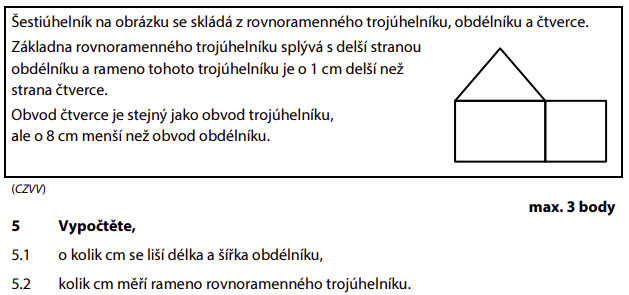 Šestiúhelník na obrázku se skládá z rovnoramenného trojúhelníku, obdélníku a čtverce.
Základna rovnoramenného trojúhelníku splývá s delší stranou
obdélníku a rameno tohoto trojúhelníku je o 1 cm delší než
strana čtverce.
Obvod čtverce je stejný jako obvod trojúhelníku,
ale o 8 cm menší než obvod obdélníku.
(CZVV)
max. 3 body
5 Vypočtěte,
5.1 o kolik cm se liší délka a šířka obdélníku,
5.2 kolik cm měří rameno rovnoramenného trojúhelníku.